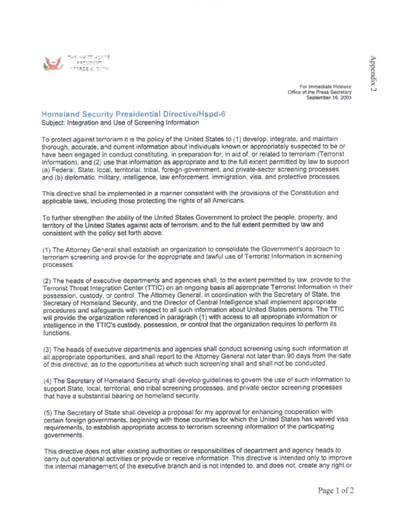 THE WHITE HOUSE
PRESIDENT
GEORGE W. BUSH
Appendix 2
For Immediate Release
Office of the Press Secretary
September 16, 2003
Homeland Security Presidential Directive/Hspd-6
Subject: Integration and Use of Screening Information
To protect against terrorism it is the policy of the United States to (1) develop, integrate, and maintain
thorough, accurate, and current information about individuals known or appropriately suspected to be or
have been engaged in conduct constituting, in preparation for, in aid of, or related to terrorism (Terrorist
Information); and (2) use that information as appropriate and to the full extent permitted by law to support
(a) Federal, State, local, territorial, tribal, foreign-government, and private-sector screening processes,
and (b) diplomatic, military, intelligence, law enforcement, immigration, visa, and protective processes.
This directive shall be implemented in a manner consistent with the provisions of the Constitution and
applicable laws, including those protecting the rights of all Americans.
To further strengthen the ability of the United States Government to protect the people, property, and
territory of the United States against acts of terrorism, and to the full extent permitted by law and
consistent with the policy set forth above:
(1) The Attorney General shall establish an organization to consolidate the Government's approach to
terrorism screening and provide for the appropriate and lawful use of Terrorist Information in screening
processes.
(2) The heads of executive departments and agencies shall, to the extent permitted by law, provide to the
Terrorist Threat Integration Center (TTIC) on an ongoing basis all appropriate Terrorist Information in their
possession, custody, or control. The Attorney General, in coordination with the Secretary of State, the
Secretary of Homeland Security, and the Director of Central Intelligence shall implement appropriate
procedures and safeguards with respect to all such information about United States persons. The TTIC
will provide the organization referenced in paragraph (1) with access to all appropriate information or
intelligence in the TTIC's custody, possession, or control that the organization requires to perform its
functions.
(3) The heads of executive departments and agencies shall conduct screening using such information at
all appropriate opportunities, and shall report to the Attorney General not later than 90 days from the date
of this directive, as to the opportunities at which such screening shall and shall not be conducted.
(4) The Secretary of Homeland Security shall develop guidelines to govern the use of such information to
support State, local, territorial, and tribal screening processes, and private sector screening processes
that have a substantial bearing on homeland security.
(5) The Secretary of State shall develop a proposal for my approval for enhancing cooperation with
certain foreign governments, beginning with those countries for which the United States has waived visa
requirements, to establish appropriate access to terrorism screening information of the participating
governments.
This directive does not alter existing authorities or responsibilities of department and agency heads to
carry out operational activities or provide or receive information. This directive is intended only to improve
the internal management of the executive branch and is not intended to, and does not, create any right or
Page 1 of 2